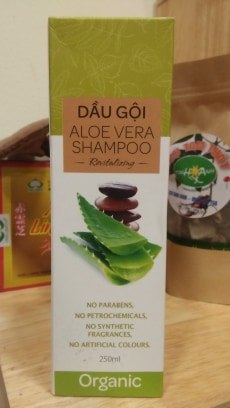 DẦU GỘI
ALOE VERA
SHAMPOO
Revitalizing
NO PARABENS,
NO PETROCHEMICALS,
NO SYNTHETIC
FRAGRANCES,
NO ARTIFICIAL COLOURS.
250ml
Organic